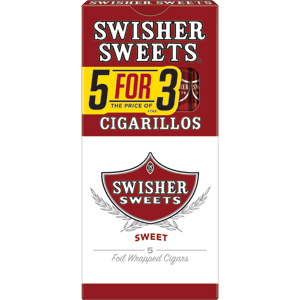 SWISHER
SWEETS
5 FOR 3
THE PRICE OF
CIGARILLOS
SWISHER
SWEETS
SWEET
5
Foil Wrapped Cigars